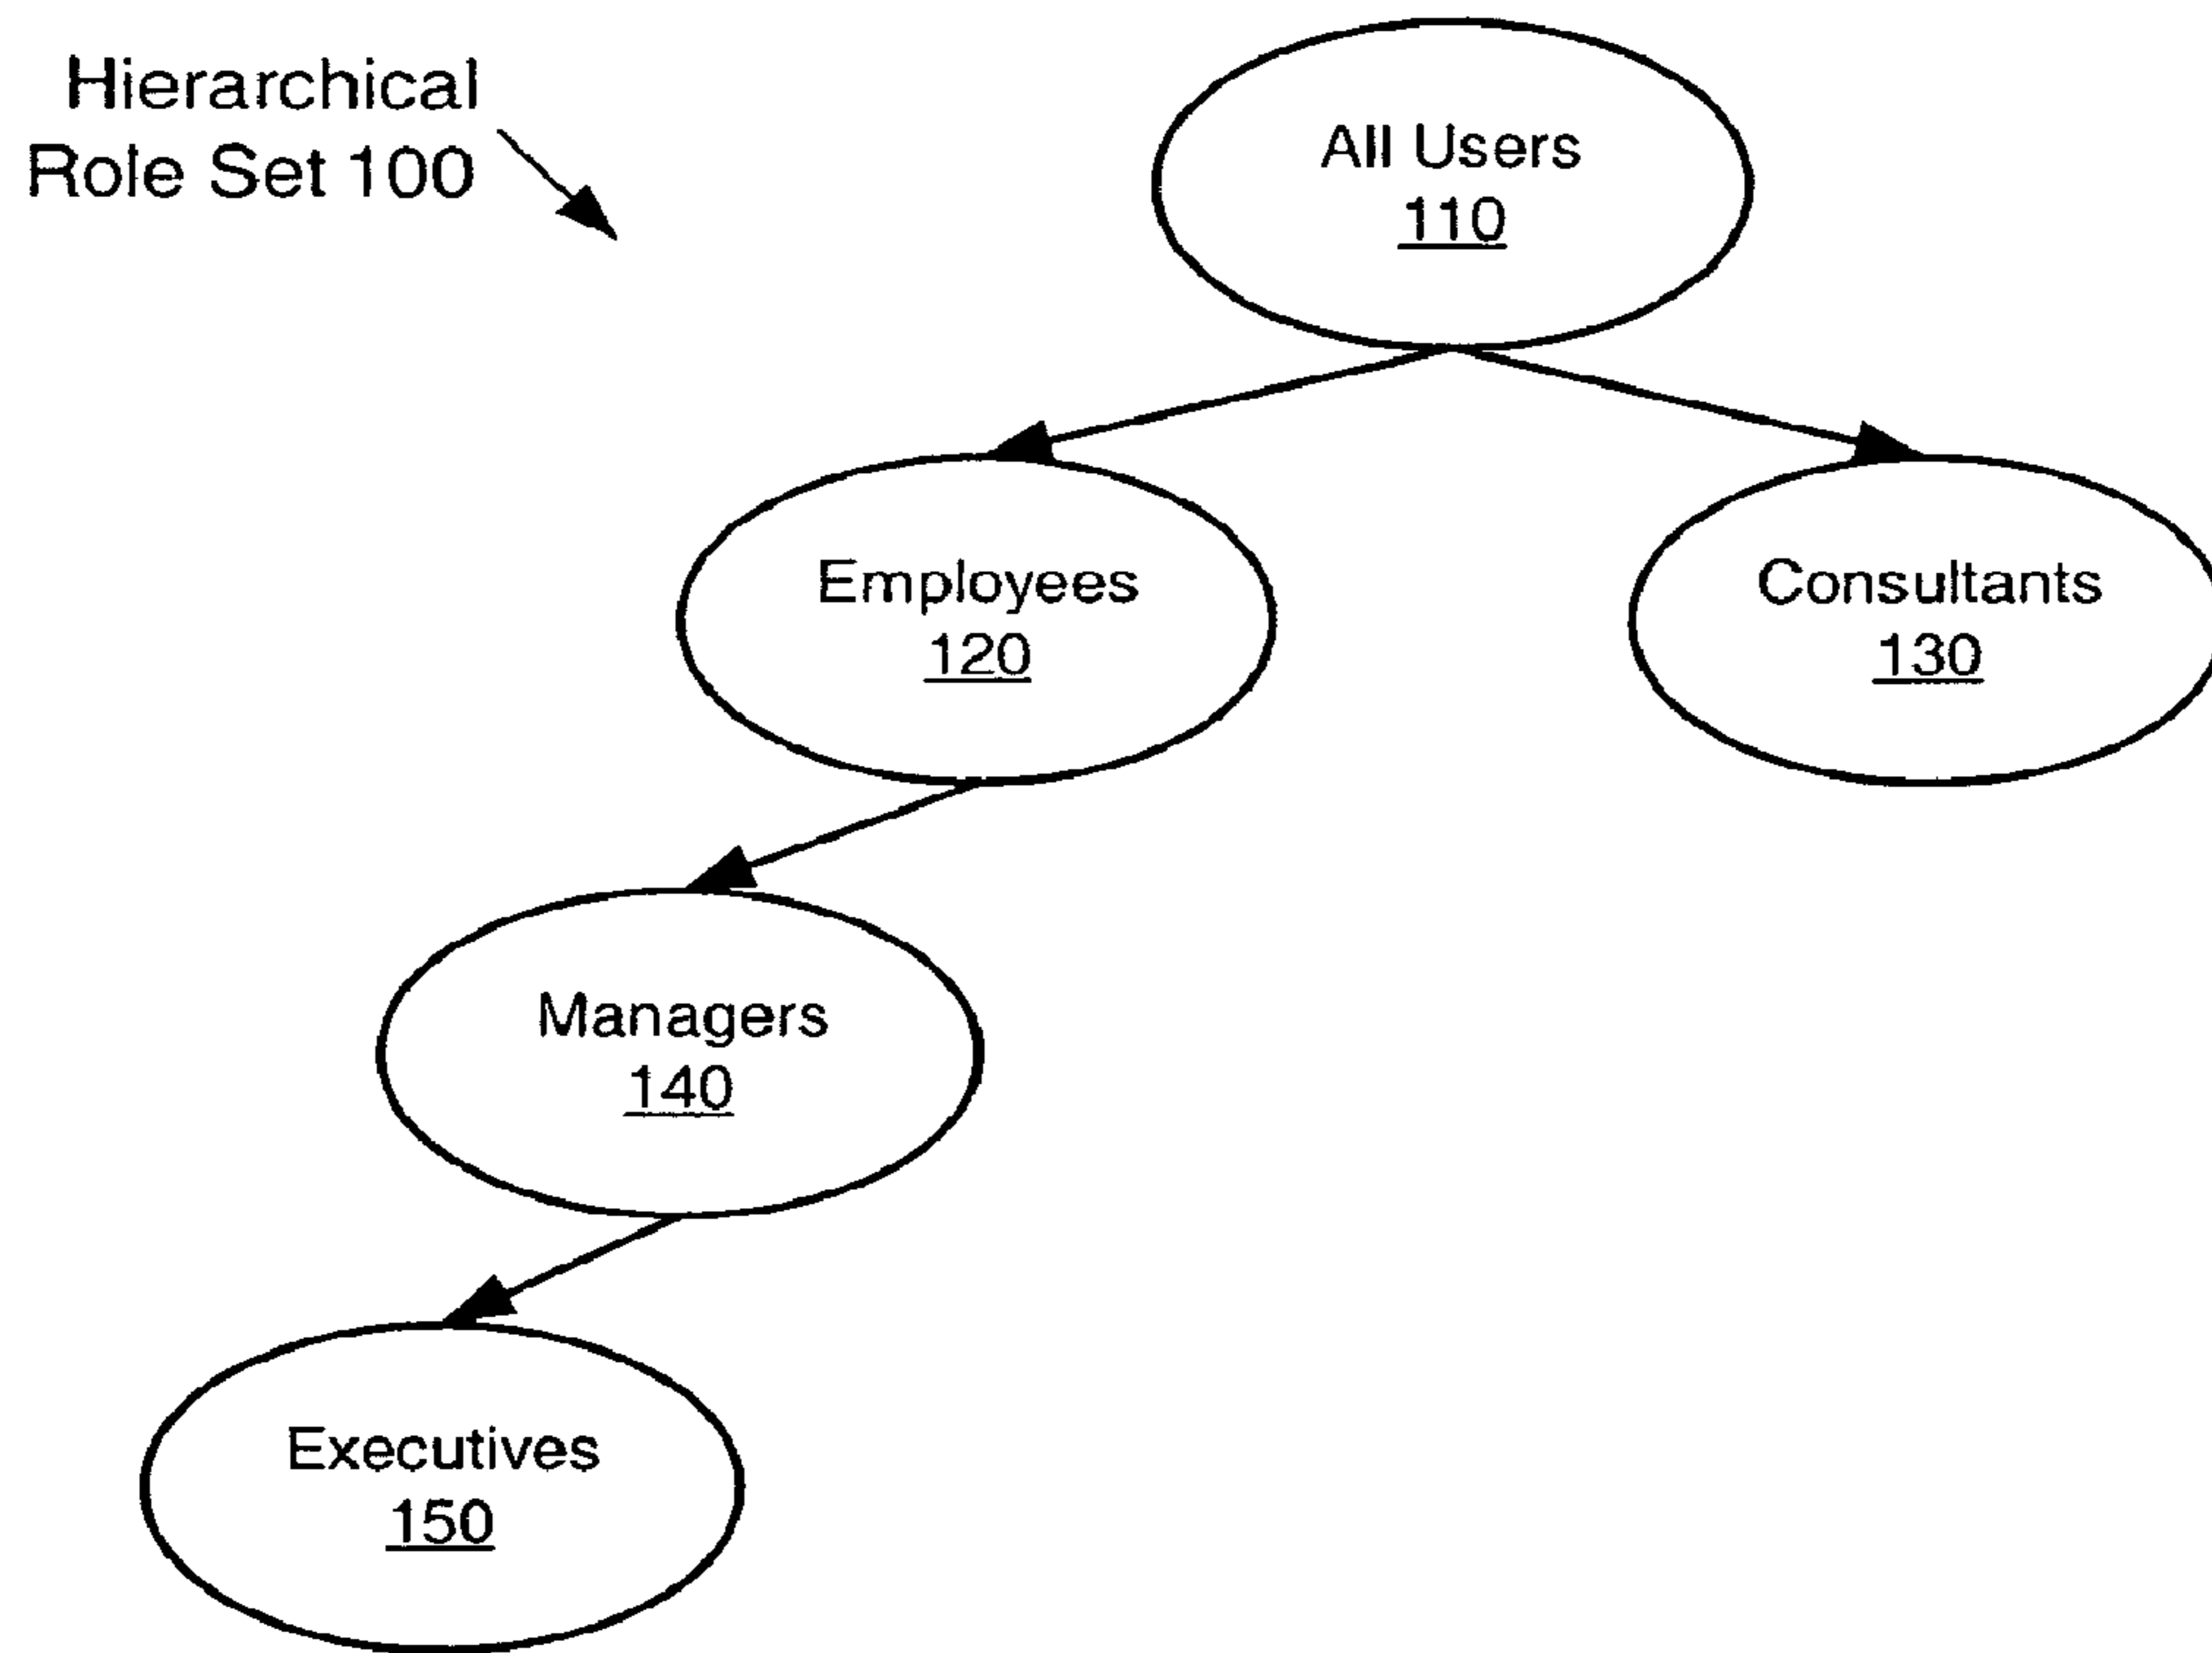 Hierarchical
Role Set 100
All Users
110
Employees
120
Consultants
130
Managers
140
Executives
150